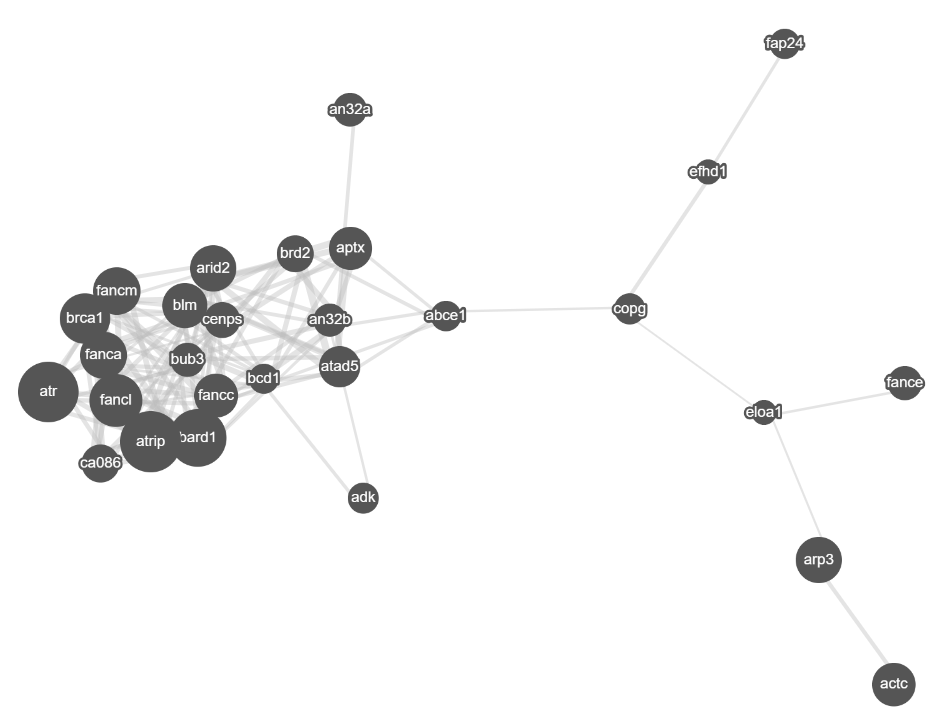 fap24
an32a
efhd1
aptx
brd2
arid2
fancm
blm
copg
abce1
brca1
cenps
an32b
fanca
bub3
atad5
bcd1
fance
atr
fancc
fancl
eloa1
bard1
atrip
ca086
adk
arp3
actc